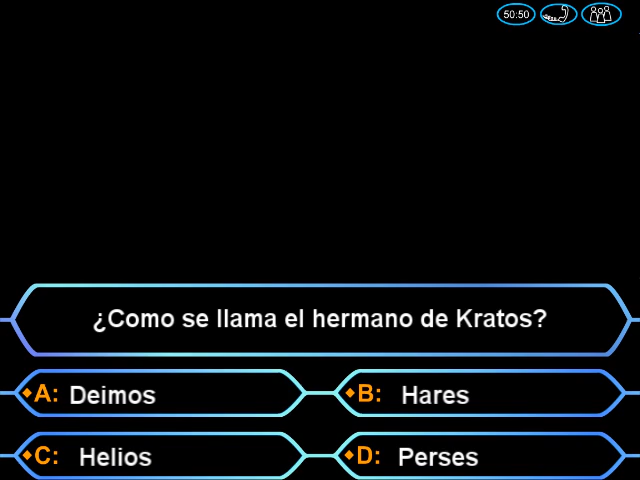 50:50
¿Como se llama el hermano de Kratos?
A: Deimos
B: Hares
C: Helios
D: Perses